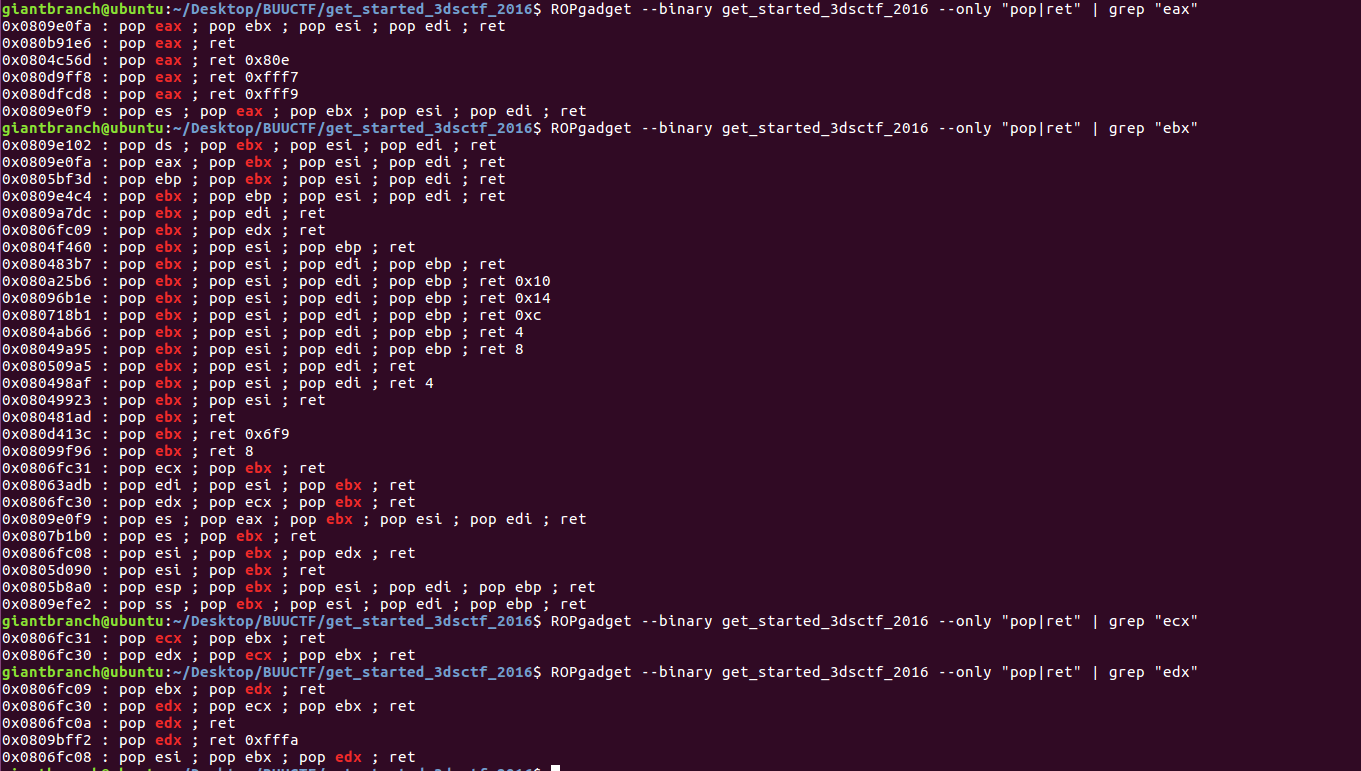 giantbranch@ubuntu:~/Desktop/BUUCTF/get_started_3dsctf_2016$ ROPgadget --binary get_started_3dsctf_2016 --only "pop|ret" | grep "eax"
0x0809e0fa : pop eax ; pop ebx ; pop esi ; pop edi ; ret
0x080b91e6 : pop eax ; ret
0x0804c56d : pop eax ; ret 0x80e
0x080d9ff8 : pop eax ; ret 0xfff7
0x080dfcd8 : pop eax ; ret 0xfff9
0x0809e0f9 : pop es ; pop eax ; pop ebx ; pop esi ; pop edi ; ret
giantbranch@ubuntu:~/Desktop/BUUCTF/get_started_3dsctf_2016$ ROPgadget --binary get_started_3dsctf_2016 --only "pop|ret" | grep "ebx"
0x0809e102 : pop ds ; pop ebx ; pop esi ; pop edi ; ret
0x0809e0fa : pop eax ; pop ebx ; pop esi ; pop edi ; ret
0x0805bf3d : pop ebp ; pop ebx ; pop esi ; pop edi ; ret
0x0809e4c4 : pop ebx ; pop ebp ; pop esi ; pop edi ; ret
0x0809a7dc : pop ebx ; pop edi ; ret
0x0806fc09 : pop ebx ; pop edx ; ret
0x0804f460 : pop ebx ; pop esi ; pop ebp ; ret
0x080483b7 : pop ebx ; pop esi ; pop edi ; pop ebp ; ret
0x080a25b6 : pop ebx ; pop esi ; pop edi ; pop ebp ; ret 0x10
0x08096b1e : pop ebx ; pop esi ; pop edi ; pop ebp ; ret 0x14
0x080718b1 : pop ebx ; pop esi ; pop edi ; pop ebp ; ret 0xc
0x0804ab66 : pop ebx ; pop esi ; pop edi ; pop ebp ; ret 4
0x08049a95 : pop ebx ; pop esi ; pop edi ; pop ebp ; ret 8
0x080509a5 : pop ebx ; pop esi ; pop edi ; ret
0x080498af : pop ebx ; pop esi ; pop edi ; ret 4
0x08049923 : pop ebx ; pop esi ; ret
0x080481ad : pop ebx ; ret
0x080d413c : pop ebx ; ret 0x6f9
0x08099f96 : pop ebx ; ret 8
0x0806fc31 : pop ecx ; pop ebx ; ret
0x08063adb : pop edi ; pop esi ; pop ebx ; ret
0x0806fc30 : pop edx ; pop ecx ; pop ebx ; ret
0x0809e0f9 : pop es ; pop eax ; pop ebx ; pop esi ; pop edi ; ret
0x0807b1b0 : pop es ; pop ebx ; ret
0x0806fc08 : pop esi ; pop ebx ; pop edx ; ret
0x0805d090 : pop esi ; pop ebx ; ret
0x0805b8a0 : pop esp ; pop ebx ; pop esi ; pop edi ; pop ebp ; ret
0x0809efe2 : pop ss ; pop ebx ; pop esi ; pop edi ; pop ebp ; ret
giantbranch@ubuntu:~/Desktop/BUUCTF/get_started_3dsctf_2016$ ROPgadget --binary get_started_3dsctf_2016 --only "pop|ret" | grep "ecx"
0x0806fc31 : pop ecx ; pop ebx ; ret
0x0806fc30 : pop edx ; pop ecx ; pop ebx ; ret
giantbranch@ubuntu:~/Desktop/BUUCTF/get_started_3dsctf_2016$ ROPgadget --binary get_started_3dsctf_2016 --only "pop|ret" | grep "edx"
0x0806fc09 : pop ebx ; pop edx ; ret
0x0806fc30 : pop edx ; pop ecx ; pop ebx ; ret
0x0806fc0a : pop edx ; ret
0x0809bff2 : pop edx ; ret 0xfffa
0x0806fc08 : pop esi ; pop ebx ; pop edx ; ret
giantbranch@ubuntu:~/Desktop/BUUCTF/get_started_3dsctf_2016$